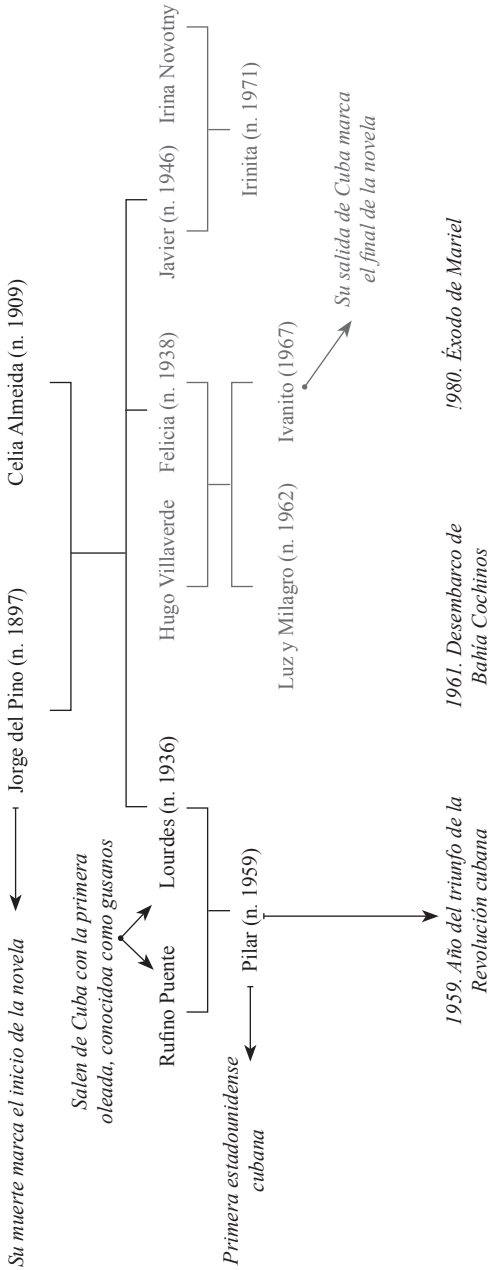 Su muerte marca el inicio de la novela
Jorge del Pino (n. 1897)
Celia Almeida (n. 1909)
Salen de Cuba con la primera
oleada, conocidoa como gusanos
Rufino Puente
Lourdes (n. 1936)
Hugo Villaverde
Felicia (n. 1938)
Javier (n. 1946)
Irina Novotny
Primera estadounidense
cubana
Pilar (n. 1959)
Luz y Milagro (n. 1962)
Ivanito (1967)
Irinita (n. 1971)
Su salida de Cuba marca
el final de la novela
1959. Año del triunfo de la
Revolución cubana
1961. Desembarco de
Bahía Cochinos
!980. Éxodo de Mariel